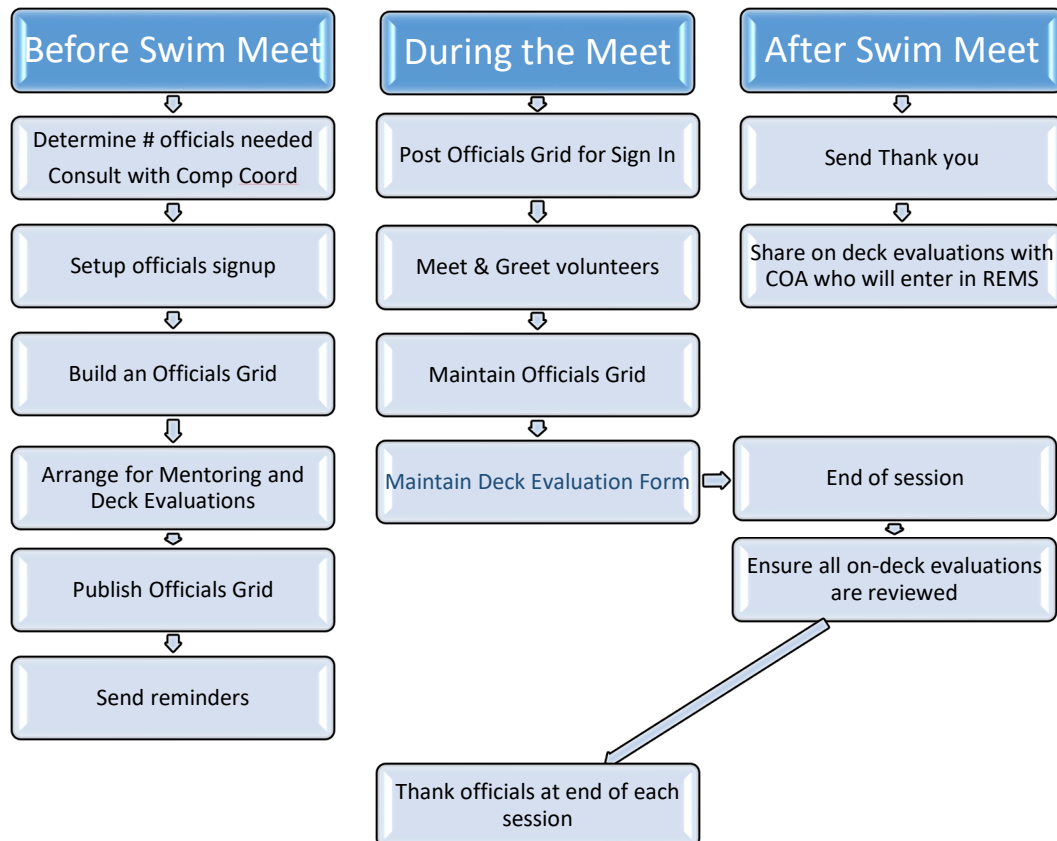 Before Swim Meet
Determine # officials needed
Consult with Comp Coord
Setup officials signup
Build an Officials Grid
Arrange for Mentoring and
Deck Evaluations
Publish Officials Grid
Send reminders
During the Meet
Post Officials Grid for Sign In
Meet & Greet volunteers
Maintain Officials Grid
Maintain Deck Evaluation Form
End of session
Ensure all on-deck evaluations
are reviewed
Thank officials at end of each
session
After Swim Meet
Send Thank you
Share on deck evaluations with
COA who will enter in REMS